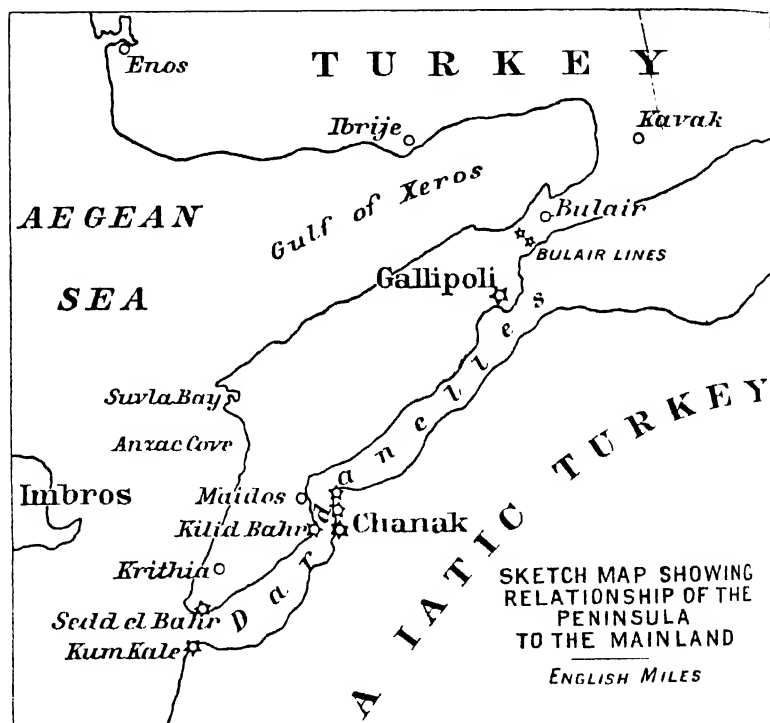 Enos
TURKEY
Ibrije
Kavak
AEGEAN
SEA
Gulf of Xeros
Bulair
BULAIR LINES
Gallipoli
Dardanelles
Suvla Bay
Anzac Cove
Imbros
Maidos
Kilid Bahr
Chanak
Krithia
Sedd el Bahr
Kum Kale
A IATIC TURKEY
SKETCH MAP SHOWING
RELATIONSHIP OF THE
PENINSULA
TO THE MAINLAND
ENGLISH MILES